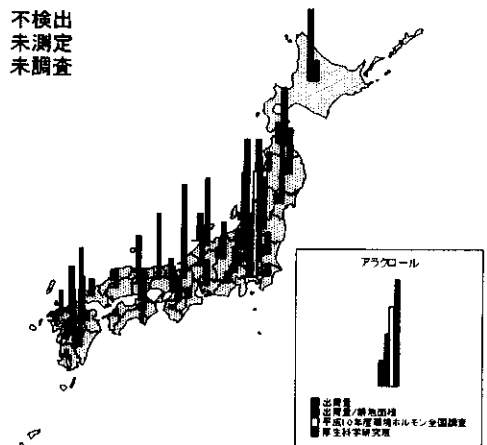 不検出
未測定
未調査
アラクロール
出荷量
出荷量/耕地面積
平成10年度環境ホルモン全国調査
厚生科学研究班